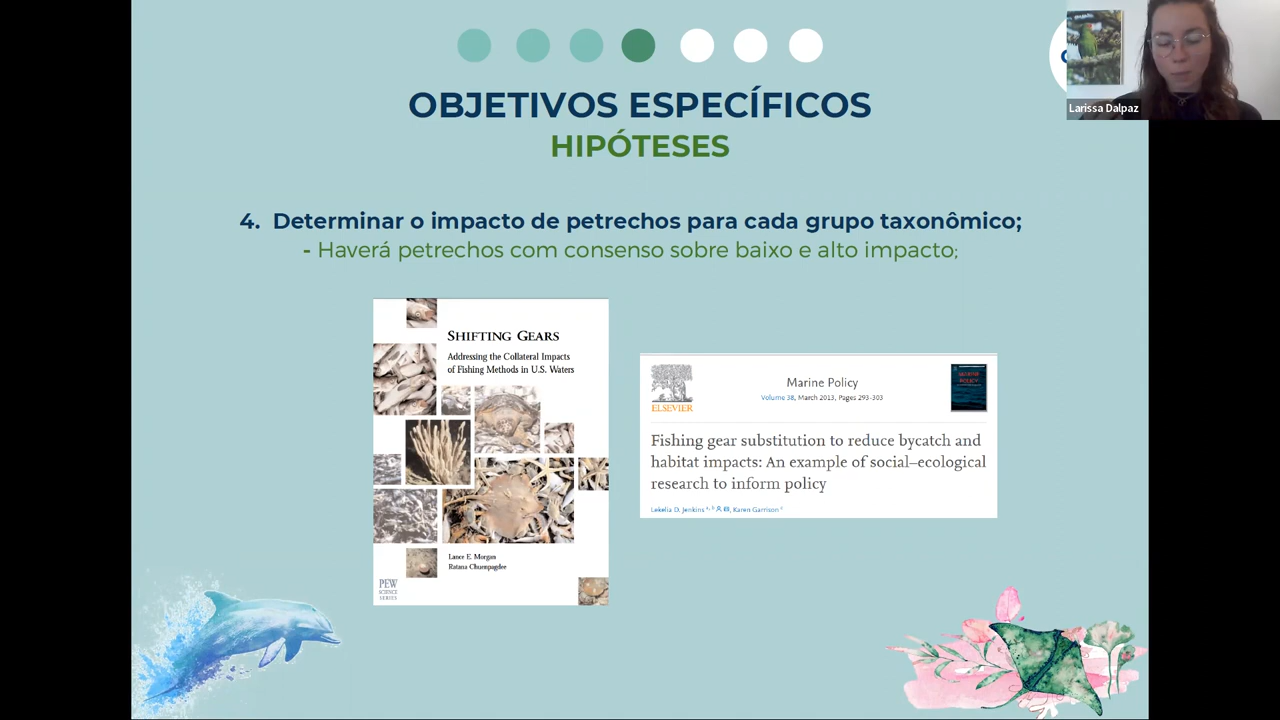 OBJETIVOS ESPECÍFICOS
HIPÓTESES
Larissa Dalpaz
4. Determinar o impacto de petrechos para cada grupo taxonômico;
- Haverá petrechos com consenso sobre baixo e alto impacto;
SHIFTING GEARS
Addressing the Collateral Impacts
of Fishing Methods in U.S. Waters
Lance E. Morgan
Ratana Chuenpagdee
PEW
SCIENCE
SERIES
ELSEVIER
Marine Policy
Volume 38, March 2013, Pages 293-303
MARINE
POLICY
Fishing gear substitution to reduce bycatch and
habitat impacts: An example of social–ecological
research to inform policy
Lekelia D. Jenkins a, b, Karen Garrison c